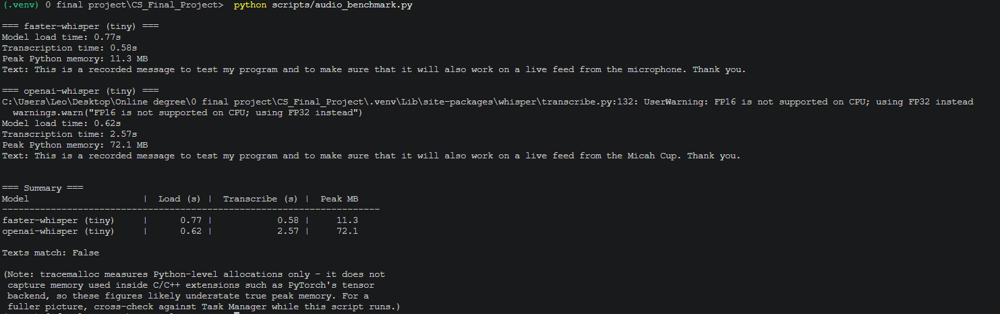 (.venv) 0 final project\CS_Final_Project>  python scripts/audio_benchmark.py
=== faster-whisper (tiny) ===
Model load time: 0.77s
Transcription time: 0.58s
Peak Python memory: 11.3 MB
Text: This is a recorded message to test my program and to make sure that it will also work on a live feed from the microphone. Thank you.
=== openai-whisper (tiny) ===
C:\Users\Leo\Desktop\Online degree\0 final project\CS_Final_Project\.venv\Lib\site-packages\whisper\transcribe.py:132: UserWarning: FP16 is not supported on CPU; using FP32 instead
  warnings.warn("FP16 is not supported on CPU; using FP32 instead")
Model load time: 0.62s
Transcription time: 2.57s
Peak Python memory: 72.1 MB
Text: This is a recorded message to test my program and to make sure that it will also work on a live feed from the Micah Cup. Thank you.
=== Summary ===
Model                     |  Load (s) |  Transcribe (s) |  Peak MB
----------------------------------------------------------------------
faster-whisper (tiny)     |      0.77 |            0.58 |     11.3
openai-whisper (tiny)     |      0.62 |            2.57 |     72.1
Texts match: False
(Note: tracemalloc measures Python-level allocations only - it does not
 capture memory used inside C/C++ extensions such as PyTorch's tensor
 backend, so these figures likely understate true peak memory. For a
 fuller picture, cross-check against Task Manager while this script runs.)